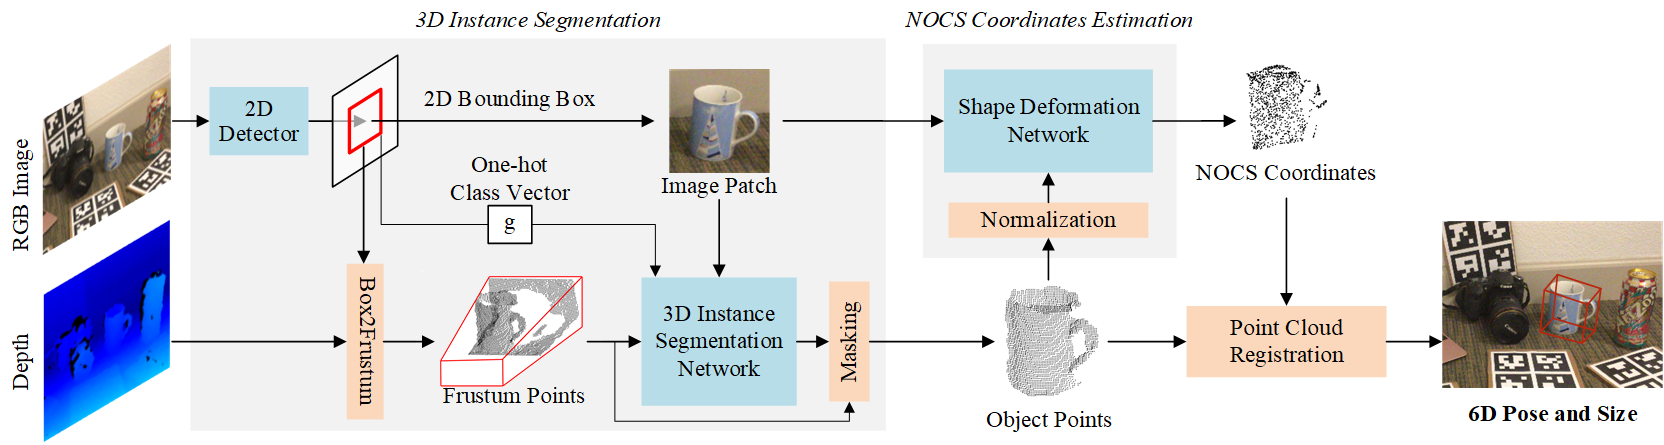 3D Instance Segmentation
NOCS Coordinates Estimation
RGB Image
2D
Detector
2D Bounding Box
One-hot
Class Vector
g
Image Patch
Shape Deformation
Network
Normalization
NOCS Coordinates
Depth
Box2Frustum
Frustum Points
3D Instance
Segmentation
Network
Masking
Object Points
Point Cloud
Registration
6D Pose and Size